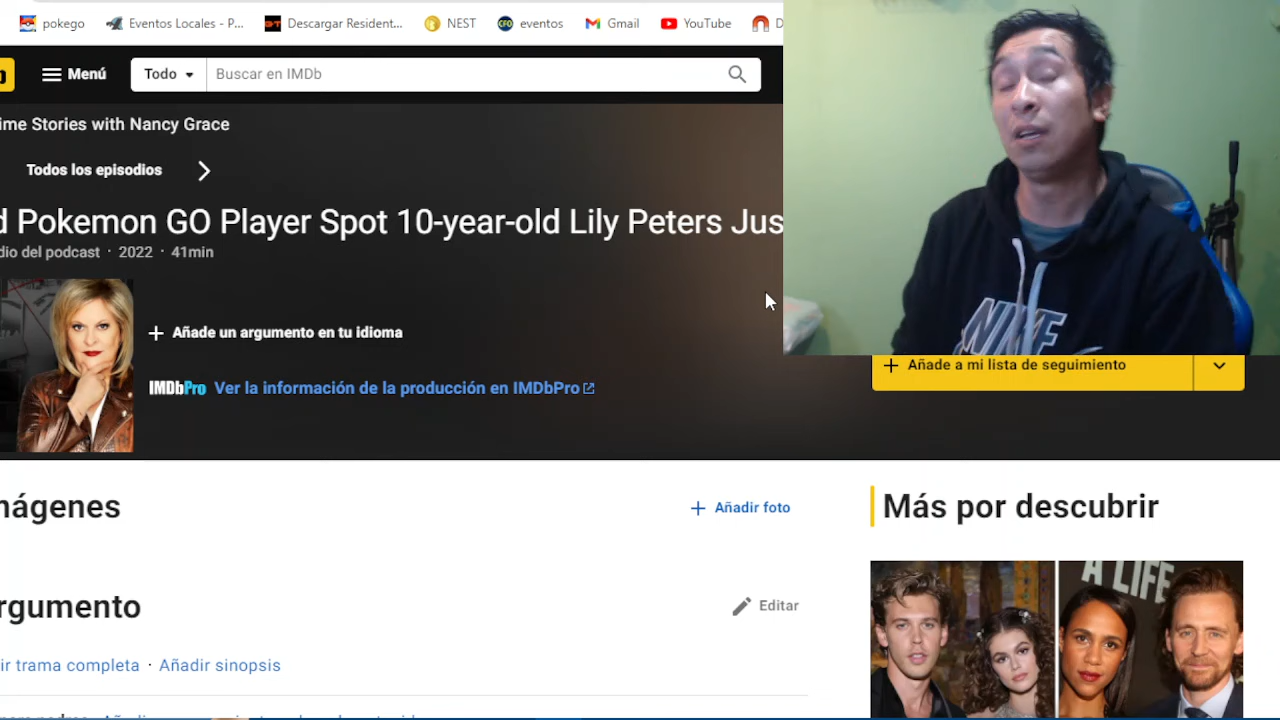 pokego
Eventos Locales - P...
Descargar Resident...
NEST
eventos
Gmail
YouTube
D
Menú
Todo
Buscar en IMDb
ime Stories with Nancy Grace
Todos los episodios
d Pokemon GO Player Spot 10-year-old Lily Peters Jus
dio del podcast · 2022 · 41min
Añade un argumento en tu idioma
IMDbPro Ver la información de la producción en IMDbPro
NIKE
Añade a mi lista de seguimiento
mágenes
Añadir foto
Más por descubrir
A LIFE
rgumento
Editar
ir trama completa · Añadir sinopsis